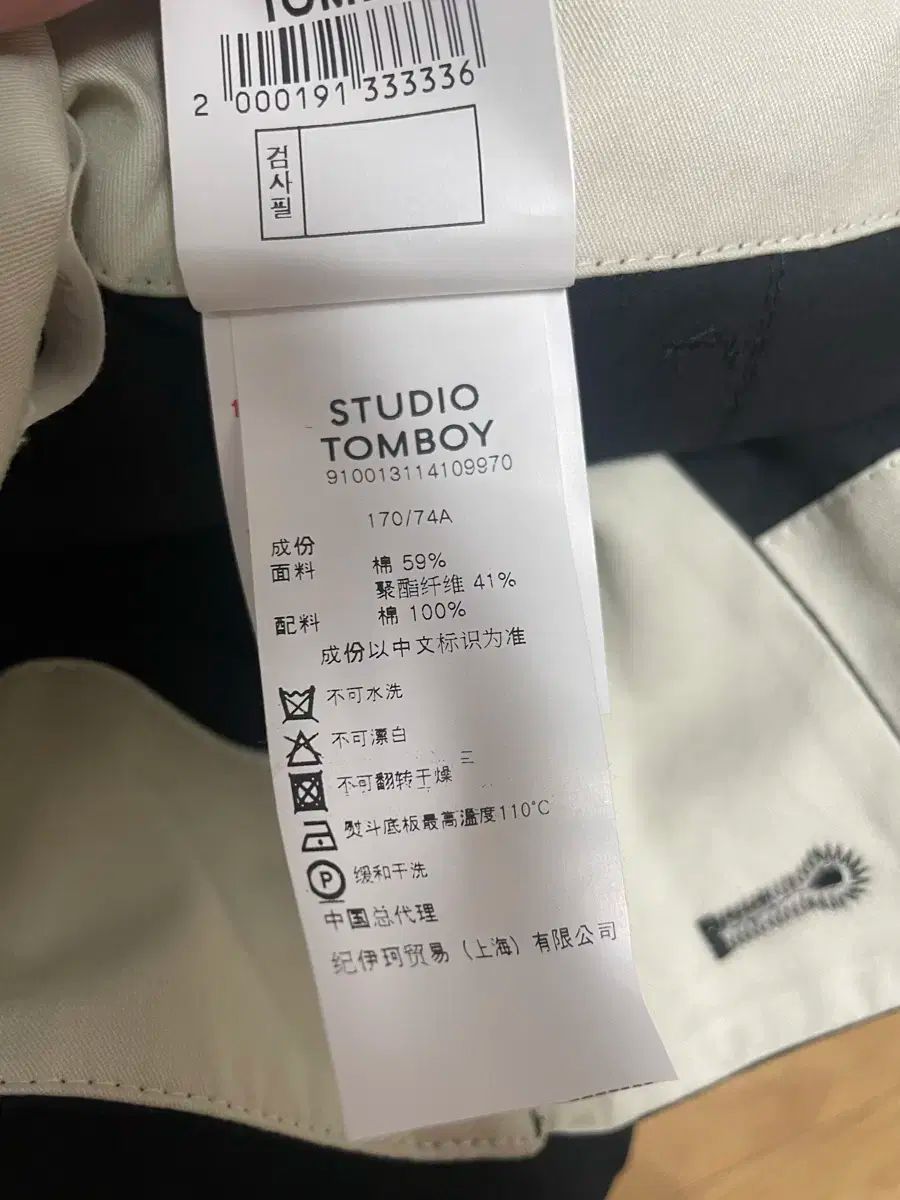 2 000191 333336
검사필
STUDIO
TOMBOY
910013114109970
170/74A
成份
面料 棉 59%
聚酯纤维 41%
配料 棉 100%
成份以中文标识为准
不可水洗
不可漂白
不可翻转干燥
熨斗底板最高温度110℃
P 缓和干洗
中国总代理
纪伊珂贸易(上海)有限公司